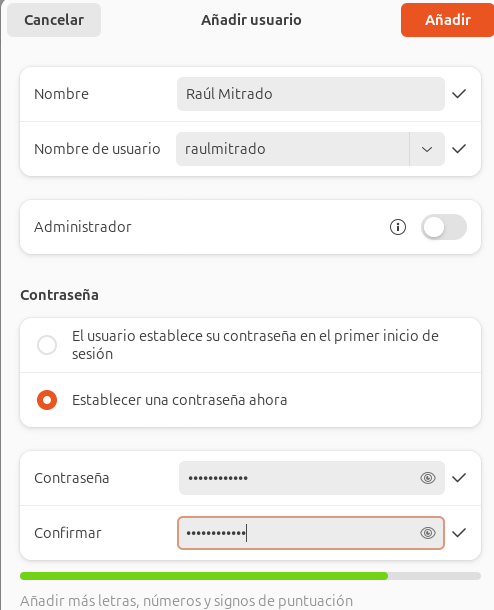 Cancelar Añadir usuario Añadir
Nombre Raúl Mitrado
Nombre de usuario raulmitrado
Administrador
Contraseña
El usuario establece su contraseña en el primer inicio de
sesión
Establecer una contraseña ahora
Contraseña ••••••••••••
Confirmar ••••••••••••
Añadir más letras, números y signos de puntuación